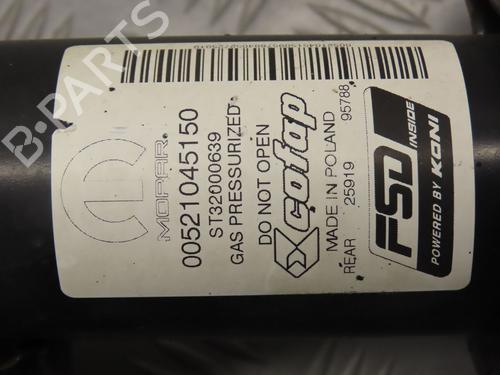 MOPAR.
00521045150
ST32000639
GAS PRESSURIZED
DO NOT OPEN
cofap
MADE IN POLAND
REAR 25919 95788
FSD
INSIDE
POWERED BY KONI
B-PARTS